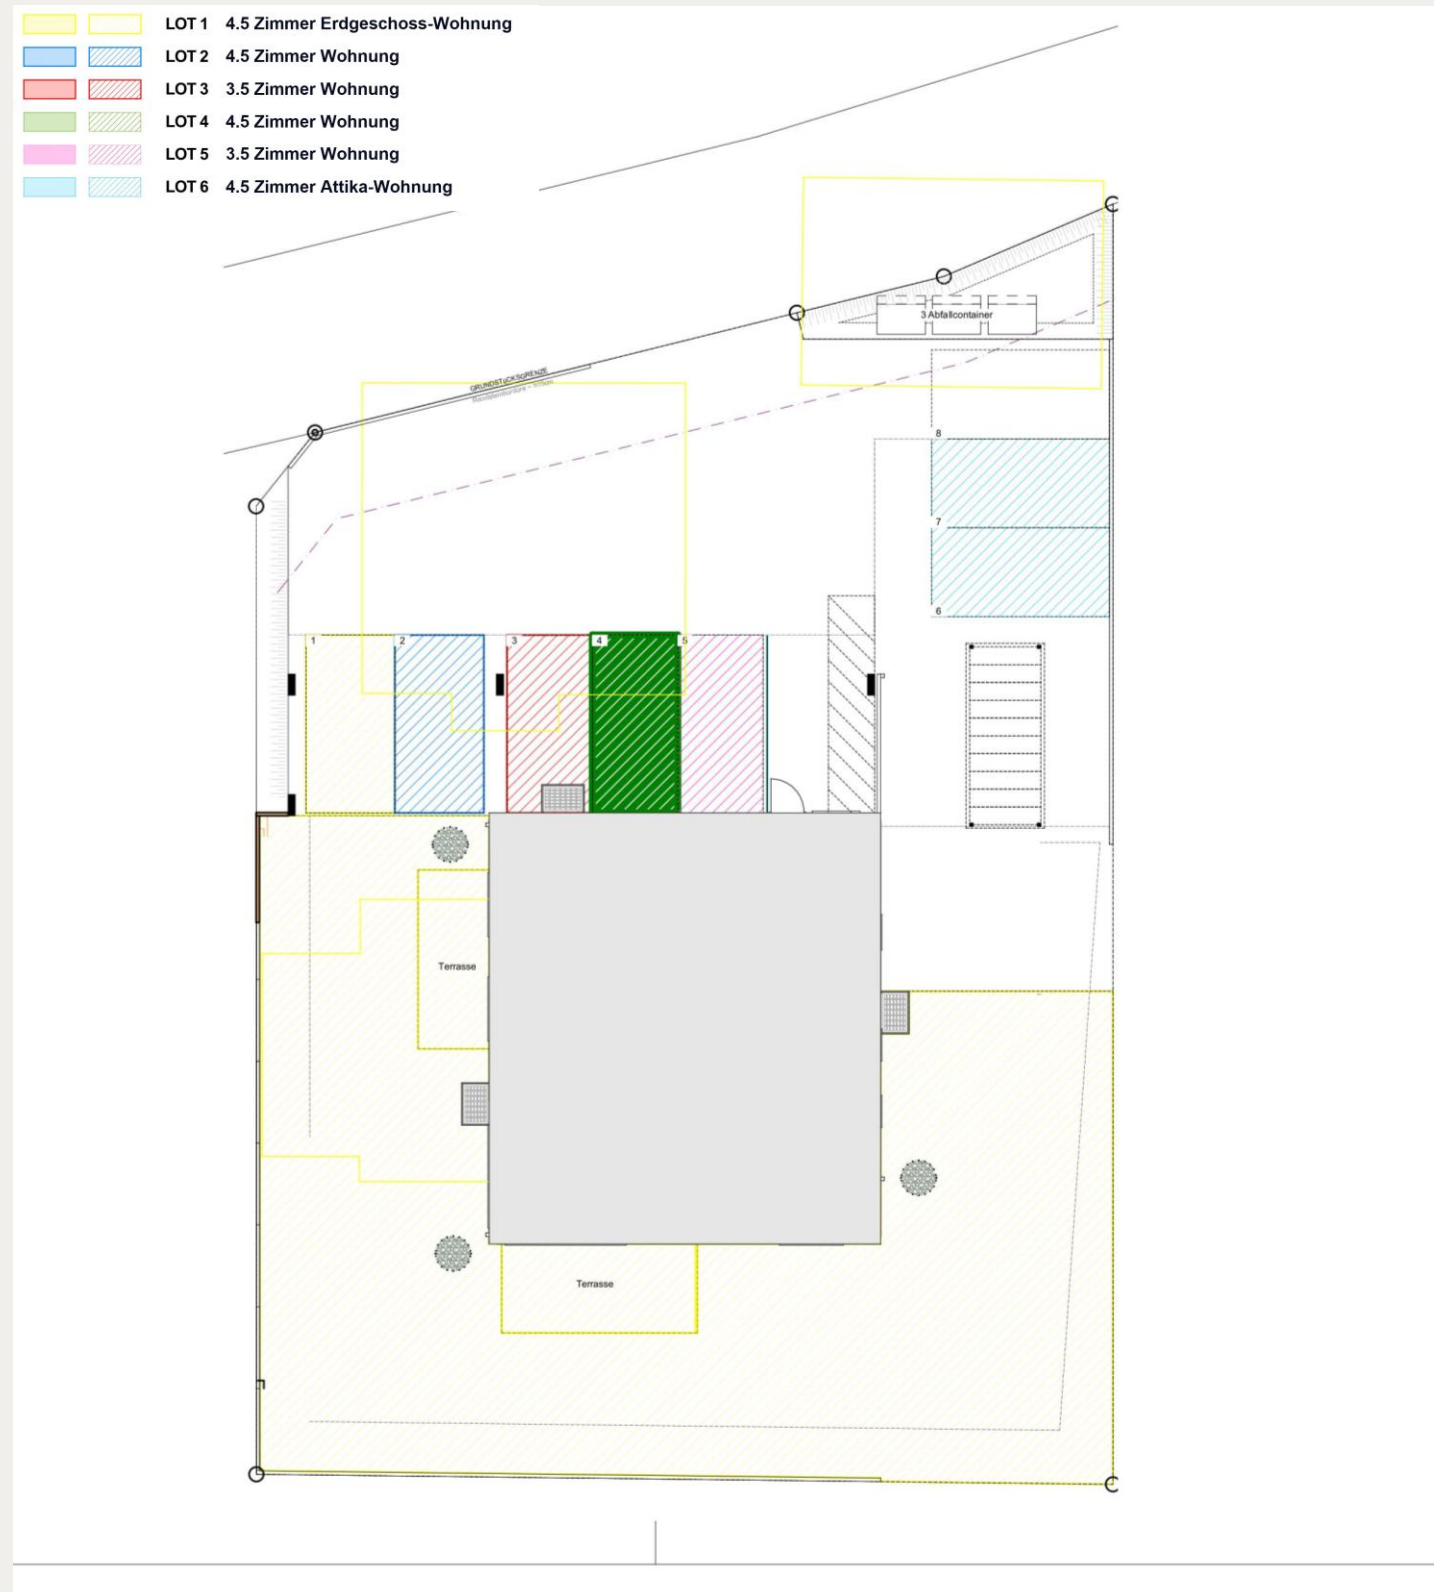 LOT 1 4.5 Zimmer Erdgeschoss-Wohnung
LOT 2 4.5 Zimmer Wohnung
LOT 3 3.5 Zimmer Wohnung
LOT 4 4.5 Zimmer Wohnung
LOT 5 3.5 Zimmer Wohnung
LOT 6 4.5 Zimmer Attika-Wohnung
3 Abfallcontainer
GRUNDSTÜCKSGRENZE
8
7
6
1 2 3 4 5
Terrasse
Terrasse